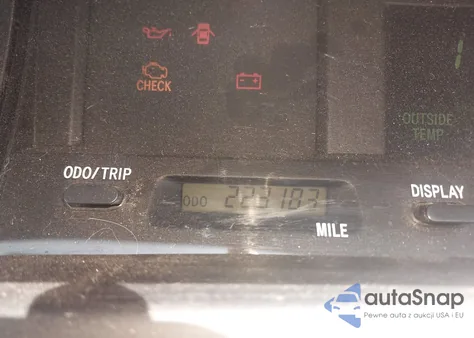 CHECK
OUTSIDE
TEMP
ODO/TRIP
ODO 223183
DISPLAY
MILE
autaSnap
Pewne auta z aukcji USA i EU